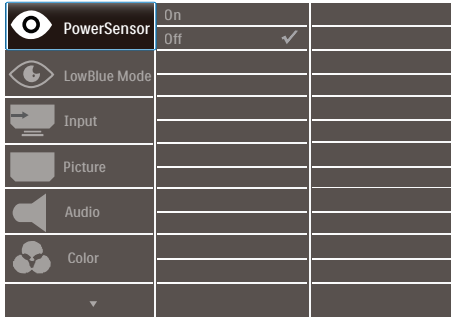 PowerSensor
On
Off
LowBlue Mode
Input
Picture
Audio
Color